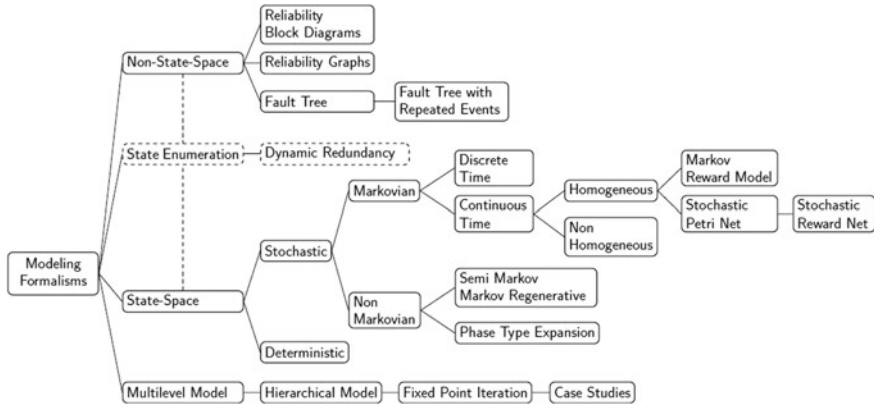 Modeling
Formalisms
Non-State-Space
Reliability
Block Diagrams
Reliability Graphs
Fault Tree
Fault Tree with
Repeated Events
State Enumeration
Dynamic Redundancy
State-Space
Stochastic
Markovian
Discrete
Time
Continuous
Time
Homogeneous
Markov
Reward Model
Stochastic
Petri Net
Stochastic
Reward Net
Non
Homogeneous
Non
Markovian
Semi Markov
Markov Regenerative
Phase Type Expansion
Deterministic
Multilevel Model
Hierarchical Model
Fixed Point Iteration
Case Studies